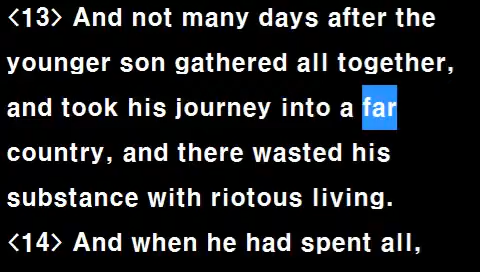 <13> And not many days after the
younger son gathered all together,
and took his journey into a far
country, and there wasted his
substance with riotous living.
<14> And when he had spent all,